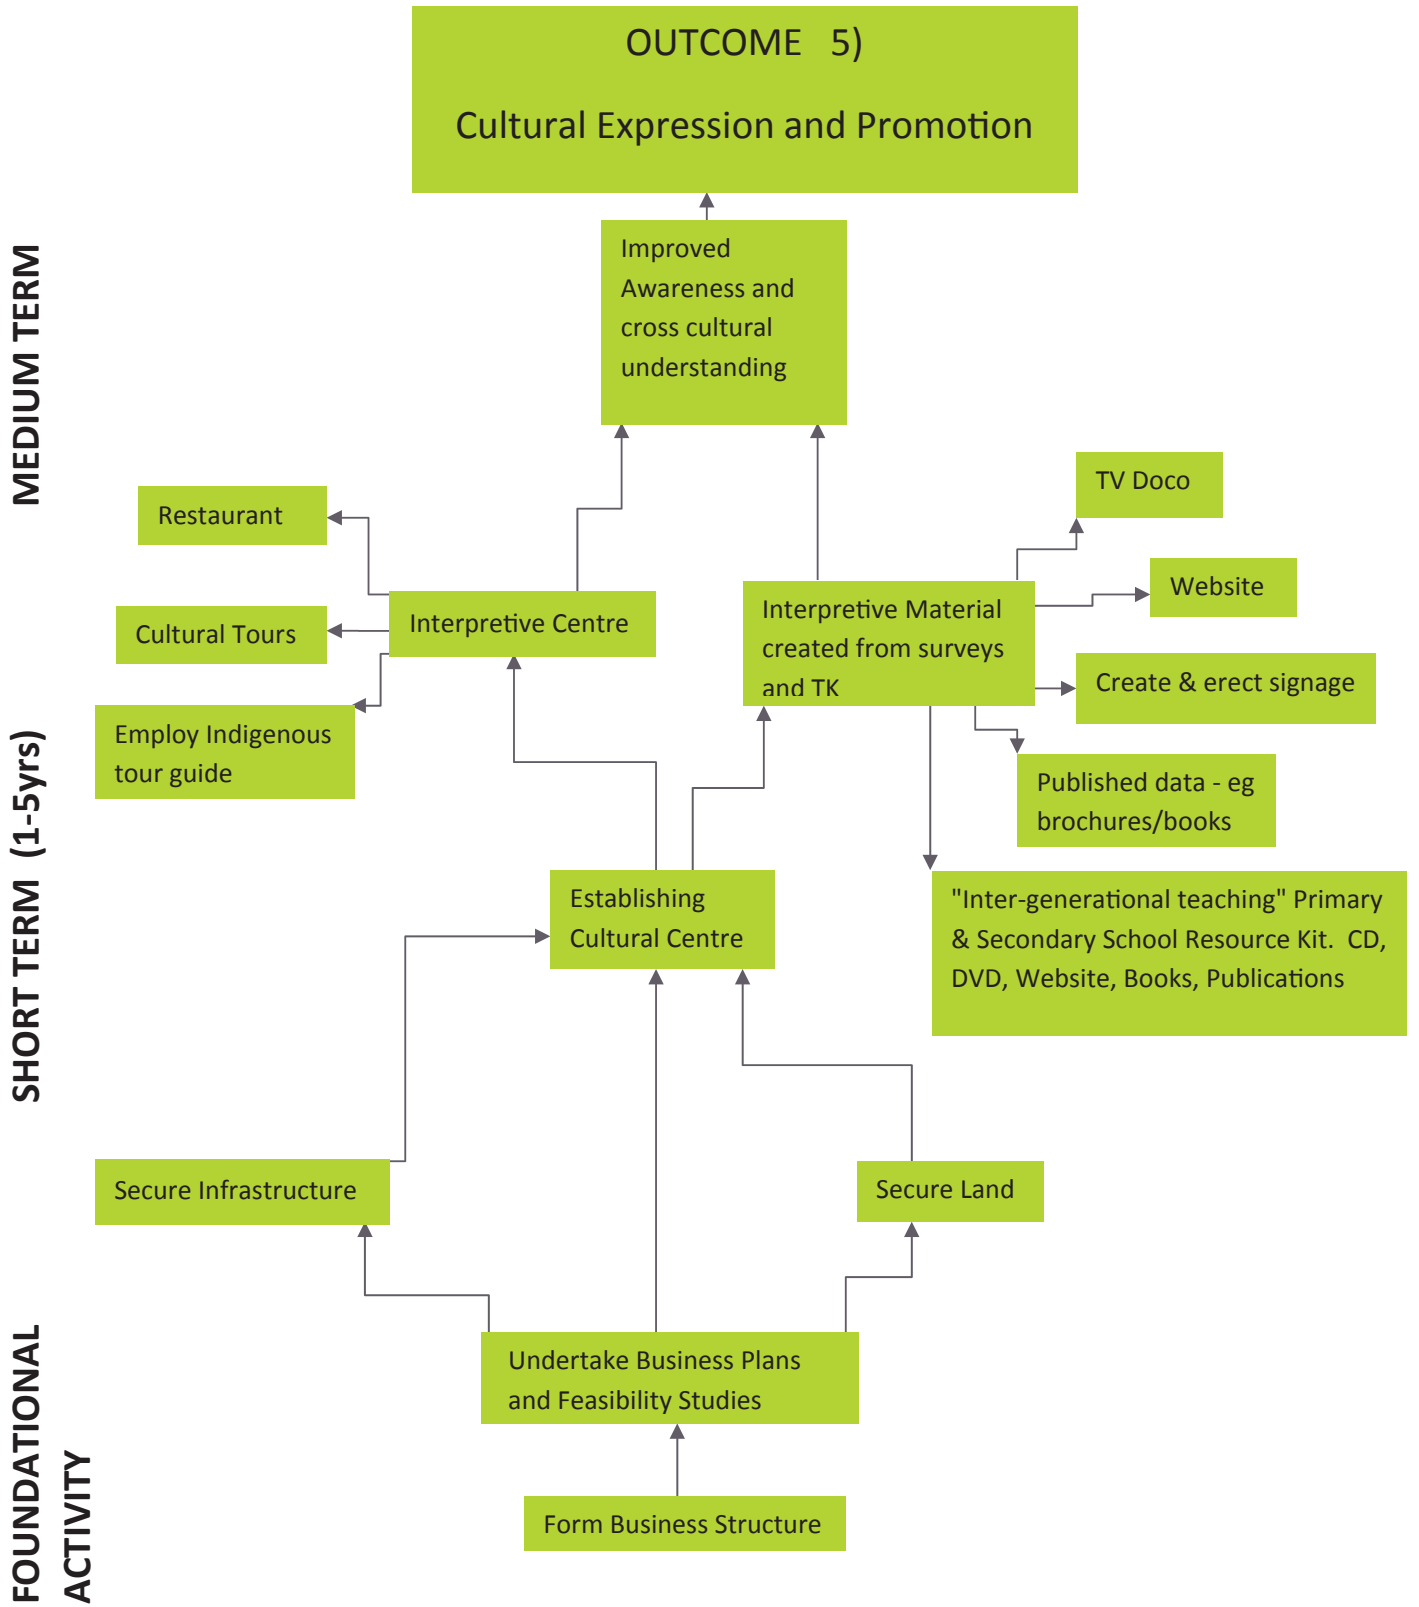 OUTCOME 5)
Cultural Expression and Promotion
MEDIUM TERM
Improved
Awareness and
cross cultural
understanding
TV Doco
Restaurant
Website
Interpretive Centre
Interpretive Material
created from surveys
and TK
Cultural Tours
Create & erect signage
Employ Indigenous
tour guide
Published data - eg
brochures/books
SHORT TERM (1-5yrs)
Establishing
Cultural Centre
"Inter-generational teaching" Primary
& Secondary School Resource Kit. CD,
DVD, Website, Books, Publications
Secure Infrastructure
Secure Land
FOUNDATIONAL
ACTIVITY
Undertake Business Plans
and Feasibility Studies
Form Business Structure